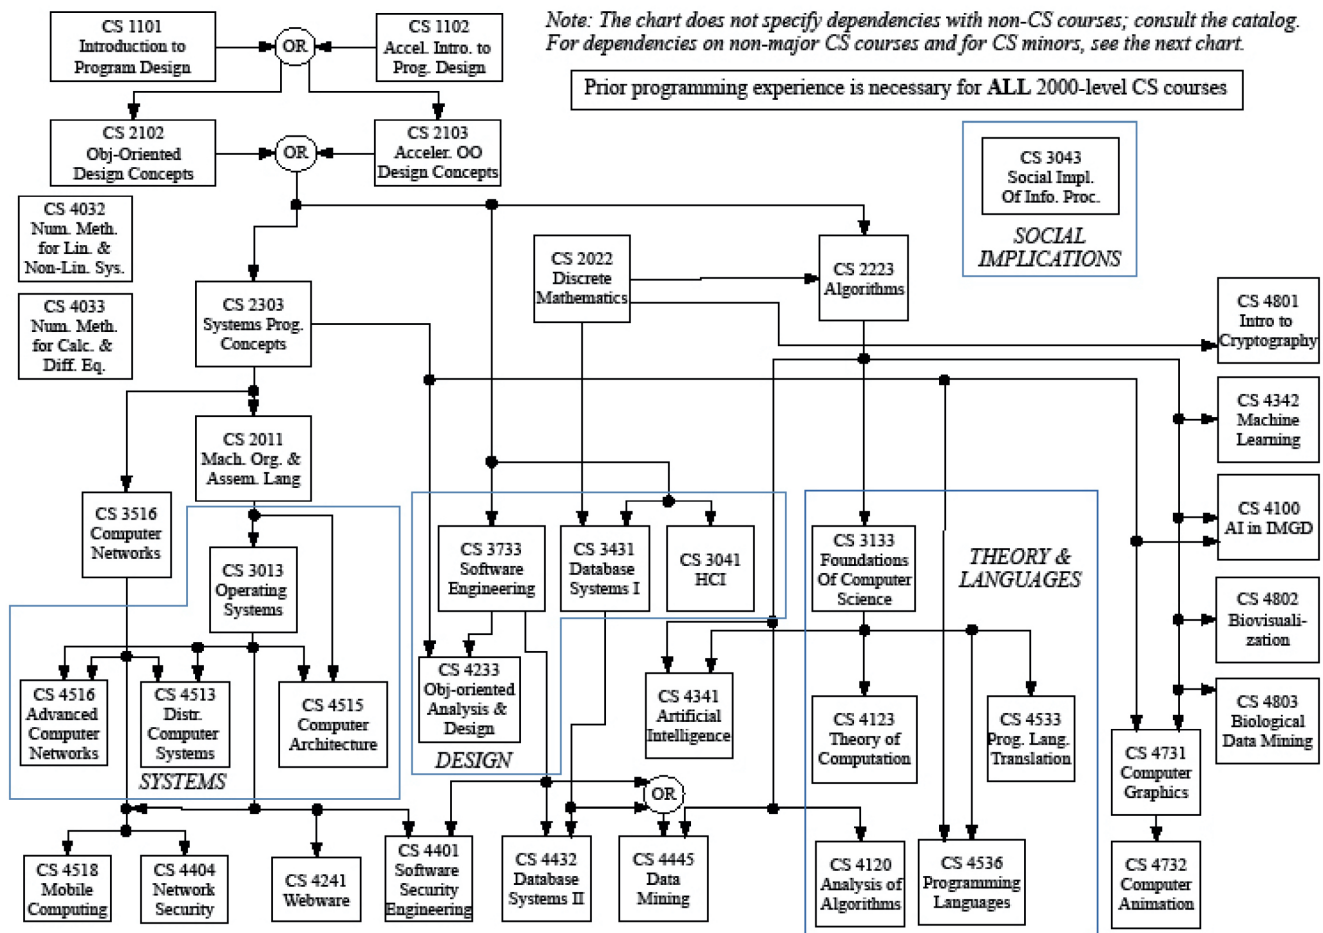 CS 1101
Introduction to
Program Design
OR
CS 1102
Accel. Intro. to
Prog. Design
Note: The chart does not specify dependencies with non-CS courses; consult the catalog.
For dependencies on non-major CS courses and for CS minors, see the next chart.
Prior programming experience is necessary for ALL 2000-level CS courses
CS 2102
Obj-Oriented
Design Concepts
OR
CS 2103
Acceler. OO
Design Concepts
CS 3043
Social Impl.
Of Info. Proc.
SOCIAL
IMPLICATIONS
CS 4032
Num. Meth.
for Lin. &
Non-Lin. Sys.
CS 2022
Discrete
Mathematics
CS 2223
Algorithms
CS 4033
Num. Meth.
for Calc. &
Diff. Eq.
CS 2303
Systems Prog.
Concepts
CS 4801
Intro to
Cryptography
CS 4342
Machine
Learning
CS 2011
Mach. Org. &
Assem. Lang
CS 3516
Computer
Networks
CS 4100
AI in IMGD
CS 3013
Operating
Systems
CS 3733
Software
Engineering
CS 3431
Database
Systems I
CS 3041
HCI
CS 3133
Foundations
Of Computer
Science
THEORY &
LANGUAGES
CS 4802
Biovisuali-
zation
CS 4516
Advanced
Computer
Networks
CS 4513
Distr.
Computer
Systems
CS 4515
Computer
Architecture
SYSTEMS
CS 4233
Obj-oriented
Analysis &
Design
DESIGN
CS 4341
Artificial
Intelligence
CS 4123
Theory of
Computation
CS 4533
Prog. Lang.
Translation
CS 4803
Biological
Data Mining
CS 4731
Computer
Graphics
OR
CS 4518
Mobile
Computing
CS 4404
Network
Security
CS 4241
Webware
CS 4401
Software
Security
Engineering
CS 4432
Database
Systems II
CS 4445
Data
Mining
CS 4120
Analysis of
Algorithms
CS 4536
Programming
Languages
CS 4732
Computer
Animation